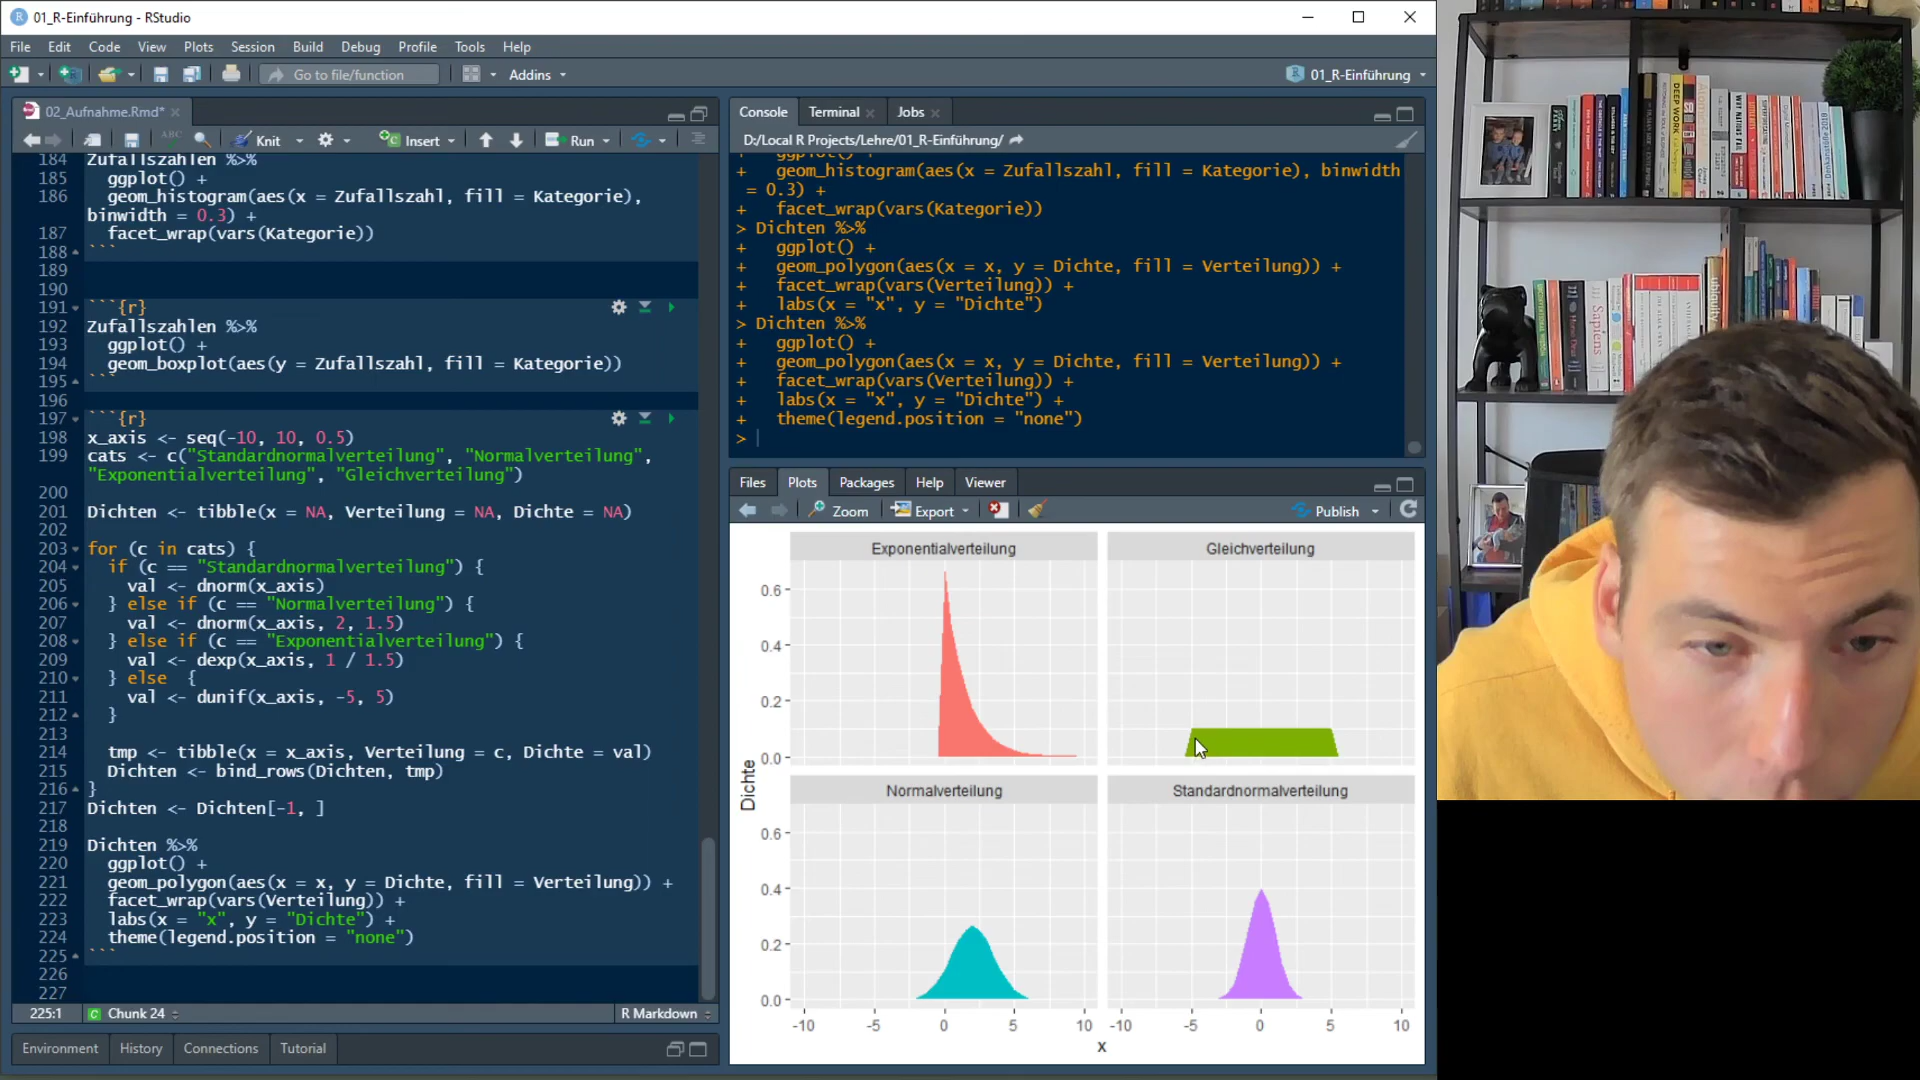 01_R-Einführung - RStudio
File Edit Code View Plots Session Build Debug Profile Tools Help
Go to file/function
Addins
01_R-Einführung
02_Aufnahme.Rmd*
Knit
Insert
Run
184 Zufallszahlen %>%
185 ggplot() +
186 geom_histogram(aes(x = Zufallszahl, fill = Kategorie),
binwidth = 0.3) +
187 facet_wrap(vars(Kategorie))
188 ```
189
190
191 ```{r}
192 Zufallszahlen %>%
193 ggplot() +
194 geom_boxplot(aes(y = Zufallszahl, fill = Kategorie))
195 ```
196
197 ```{r}
198 x_axis <- seq(-10, 10, 0.5)
199 cats <- c("Standardnormalverteilung", "Normalverteilung",
"Exponentialverteilung", "Gleichverteilung")
200
201 Dichten <- tibble(x = NA, Verteilung = NA, Dichte = NA)
202
203 for (c in cats) {
204 if (c == "Standardnormalverteilung") {
205 val <- dnorm(x_axis)
206 } else if (c == "Normalverteilung") {
207 val <- dnorm(x_axis, 2, 1.5)
208 } else if (c == "Exponentialverteilung") {
209 val <- dexp(x_axis, 1 / 1.5)
210 } else {
211 val <- dunif(x_axis, -5, 5)
212 }
213
214 tmp <- tibble(x = x_axis, Verteilung = c, Dichte = val)
215 Dichten <- bind_rows(Dichten, tmp)
216 }
217 Dichten <- Dichten[-1, ]
218
219 Dichten %>%
220 ggplot() +
221 geom_polygon(aes(x = x, y = Dichte, fill = Verteilung)) +
222 facet_wrap(vars(Verteilung)) +
223 labs(x = "x", y = "Dichte") +
224 theme(legend.position = "none")
225 ```
226
227
225:1 Chunk 24 R Markdown
Environment History Connections Tutorial
Console Terminal Jobs
D:/Local R Projects/Lehre/01_R-Einführung/
+ ggplot() +
+ geom_histogram(aes(x = Zufallszahl, fill = Kategorie), binwidth
= 0.3) +
+ facet_wrap(vars(Kategorie))
> Dichten %>%
+ ggplot() +
+ geom_polygon(aes(x = x, y = Dichte, fill = Verteilung)) +
+ facet_wrap(vars(Verteilung)) +
+ labs(x = "x", y = "Dichte")
> Dichten %>%
+ ggplot() +
+ geom_polygon(aes(x = x, y = Dichte, fill = Verteilung)) +
+ facet_wrap(vars(Verteilung)) +
+ labs(x = "x", y = "Dichte") +
+ theme(legend.position = "none")
>
Files Plots Packages Help Viewer
Zoom Export Publish
Exponentialverteilung Gleichverteilung
0.6
0.4
0.2
0.0
Dichte
Normalverteilung Standardnormalverteilung
0.6
0.4
0.2
0.0
-10 -5 0 5 10 -10 -5 0 5 10
x
DEEP WORK
Sapiens
ubiquity
WHY NATIONS FAIL